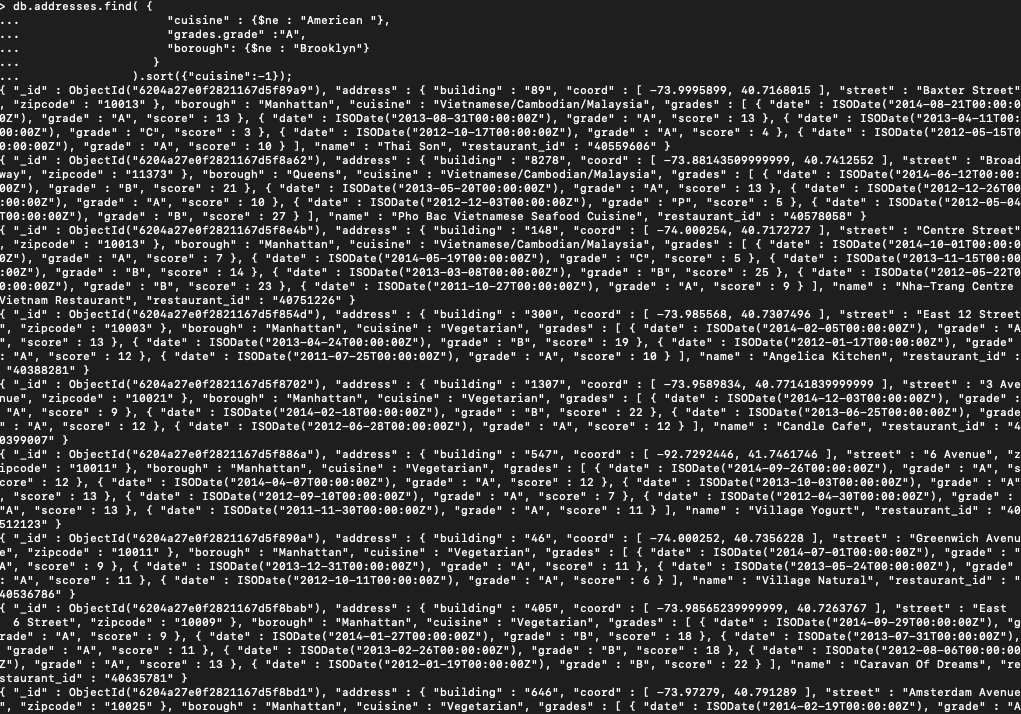 > db.addresses.find( {
... "cuisine" : {$ne : "American "},
... "grades.grade" :"A",
... "borough": {$ne : "Brooklyn"}
... }
... ).sort({"cuisine":-1});
{ "_id" : ObjectId("6204a27e0f2821167d5f89a9"), "address" : { "building" : "89", "coord" : [ -73.9995899, 40.7168015 ], "street" : "Baxter Street"
, "zipcode" : "10013" }, "borough" : "Manhattan", "cuisine" : "Vietnamese/Cambodian/Malaysia", "grades" : [ { "date" : ISODate("2014-08-21T00:00:0
0Z"), "grade" : "A", "score" : 13 }, { "date" : ISODate("2013-08-31T00:00:00Z"), "grade" : "A", "score" : 13 }, { "date" : ISODate("2013-04-11T00:
00:00Z"), "grade" : "C", "score" : 3 }, { "date" : ISODate("2012-10-17T00:00:00Z"), "grade" : "A", "score" : 4 }, { "date" : ISODate("2012-05-15T0
0:00:00Z"), "grade" : "A", "score" : 10 } ], "name" : "Thai Son", "restaurant_id" : "40559606" }
{ "_id" : ObjectId("6204a27e0f2821167d5f8a62"), "address" : { "building" : "8278", "coord" : [ -73.88143509999999, 40.7412552 ], "street" : "Broad
way", "zipcode" : "11373" }, "borough" : "Queens", "cuisine" : "Vietnamese/Cambodian/Malaysia", "grades" : [ { "date" : ISODate("2014-06-12T00:00:
00Z"), "grade" : "B", "score" : 21 }, { "date" : ISODate("2013-05-20T00:00:00Z"), "grade" : "A", "score" : 13 }, { "date" : ISODate("2012-12-26T00
:00:00Z"), "grade" : "A", "score" : 10 }, { "date" : ISODate("2012-12-03T00:00:00Z"), "grade" : "P", "score" : 5 }, { "date" : ISODate("2012-05-04
T00:00:00Z"), "grade" : "B", "score" : 27 } ], "name" : "Pho Bac Vietnamese Seafood Cuisine", "restaurant_id" : "40578058" }
{ "_id" : ObjectId("6204a27e0f2821167d5f8e4b"), "address" : { "building" : "148", "coord" : [ -74.000254, 40.7172727 ], "street" : "Centre Street"
, "zipcode" : "10013" }, "borough" : "Manhattan", "cuisine" : "Vietnamese/Cambodian/Malaysia", "grades" : [ { "date" : ISODate("2014-10-01T00:00:0
0Z"), "grade" : "A", "score" : 7 }, { "date" : ISODate("2014-05-19T00:00:00Z"), "grade" : "C", "score" : 5 }, { "date" : ISODate("2013-11-15T00:00
:00Z"), "grade" : "B", "score" : 14 }, { "date" : ISODate("2013-03-08T00:00:00Z"), "grade" : "B", "score" : 25 }, { "date" : ISODate("2012-05-22T0
0:00:00Z"), "grade" : "B", "score" : 23 }, { "date" : ISODate("2011-10-27T00:00:00Z"), "grade" : "A", "score" : 9 } ], "name" : "Nha-Trang Centre
Vietnam Restaurant", "restaurant_id" : "40751226" }
{ "_id" : ObjectId("6204a27e0f2821167d5f854d"), "address" : { "building" : "300", "coord" : [ -73.985568, 40.7307496 ], "street" : "East 12 Street
", "zipcode" : "10003" }, "borough" : "Manhattan", "cuisine" : "Vegetarian", "grades" : [ { "date" : ISODate("2014-02-05T00:00:00Z"), "grade" : "A
", "score" : 13 }, { "date" : ISODate("2013-04-24T00:00:00Z"), "grade" : "B", "score" : 19 }, { "date" : ISODate("2012-01-17T00:00:00Z"), "grade"
: "A", "score" : 12 }, { "date" : ISODate("2011-07-25T00:00:00Z"), "grade" : "A", "score" : 10 } ], "name" : "Angelica Kitchen", "restaurant_id" :
"40388281" }
{ "_id" : ObjectId("6204a27e0f2821167d5f8702"), "address" : { "building" : "1307", "coord" : [ -73.9589834, 40.77141839999999 ], "street" : "3 Ave
nue", "zipcode" : "10021" }, "borough" : "Manhattan", "cuisine" : "Vegetarian", "grades" : [ { "date" : ISODate("2014-12-03T00:00:00Z"), "grade" :
"A", "score" : 9 }, { "date" : ISODate("2014-02-18T00:00:00Z"), "grade" : "B", "score" : 22 }, { "date" : ISODate("2013-06-25T00:00:00Z"), "grade
" : "A", "score" : 12 }, { "date" : ISODate("2012-06-28T00:00:00Z"), "grade" : "A", "score" : 12 } ], "name" : "Candle Cafe", "restaurant_id" : "4
0399007" }
{ "_id" : ObjectId("6204a27e0f2821167d5f886a"), "address" : { "building" : "547", "coord" : [ -92.7292446, 41.7461746 ], "street" : "6 Avenue", "z
ipcode" : "10011" }, "borough" : "Manhattan", "cuisine" : "Vegetarian", "grades" : [ { "date" : ISODate("2014-09-26T00:00:00Z"), "grade" : "A", "s
core" : 12 }, { "date" : ISODate("2014-04-07T00:00:00Z"), "grade" : "A", "score" : 12 }, { "date" : ISODate("2013-10-03T00:00:00Z"), "grade" : "A"
, "score" : 13 }, { "date" : ISODate("2012-09-10T00:00:00Z"), "grade" : "A", "score" : 7 }, { "date" : ISODate("2012-04-30T00:00:00Z"), "grade" :
"A", "score" : 13 }, { "date" : ISODate("2011-11-30T00:00:00Z"), "grade" : "A", "score" : 11 } ], "name" : "Village Yogurt", "restaurant_id" : "40
512123" }
{ "_id" : ObjectId("6204a27e0f2821167d5f890a"), "address" : { "building" : "46", "coord" : [ -74.000252, 40.7356228 ], "street" : "Greenwich Avenu
e", "zipcode" : "10011" }, "borough" : "Manhattan", "cuisine" : "Vegetarian", "grades" : [ { "date" : ISODate("2014-07-01T00:00:00Z"), "grade" : "
A", "score" : 9 }, { "date" : ISODate("2013-12-31T00:00:00Z"), "grade" : "A", "score" : 11 }, { "date" : ISODate("2013-05-24T00:00:00Z"), "grade"
: "A", "score" : 11 }, { "date" : ISODate("2012-10-11T00:00:00Z"), "grade" : "A", "score" : 6 } ], "name" : "Village Natural", "restaurant_id" : "
40536786" }
{ "_id" : ObjectId("6204a27e0f2821167d5f8bab"), "address" : { "building" : "405", "coord" : [ -73.98565239999999, 40.7263767 ], "street" : "East
6 Street", "zipcode" : "10009" }, "borough" : "Manhattan", "cuisine" : "Vegetarian", "grades" : [ { "date" : ISODate("2014-09-29T00:00:00Z"), "g
rade" : "A", "score" : 9 }, { "date" : ISODate("2014-01-27T00:00:00Z"), "grade" : "B", "score" : 18 }, { "date" : ISODate("2013-07-31T00:00:00Z"),
"grade" : "A", "score" : 11 }, { "date" : ISODate("2013-02-26T00:00:00Z"), "grade" : "B", "score" : 18 }, { "date" : ISODate("2012-08-06T00:00:00
Z"), "grade" : "A", "score" : 13 }, { "date" : ISODate("2012-01-19T00:00:00Z"), "grade" : "B", "score" : 22 } ], "name" : "Caravan Of Dreams", "re
staurant_id" : "40635781" }
{ "_id" : ObjectId("6204a27e0f2821167d5f8bd1"), "address" : { "building" : "646", "coord" : [ -73.97279, 40.791289 ], "street" : "Amsterdam Avenue
", "zipcode" : "10025" }, "borough" : "Manhattan", "cuisine" : "Vegetarian", "grades" : [ { "date" : ISODate("2014-02-19T00:00:00Z"), "grade" : "A